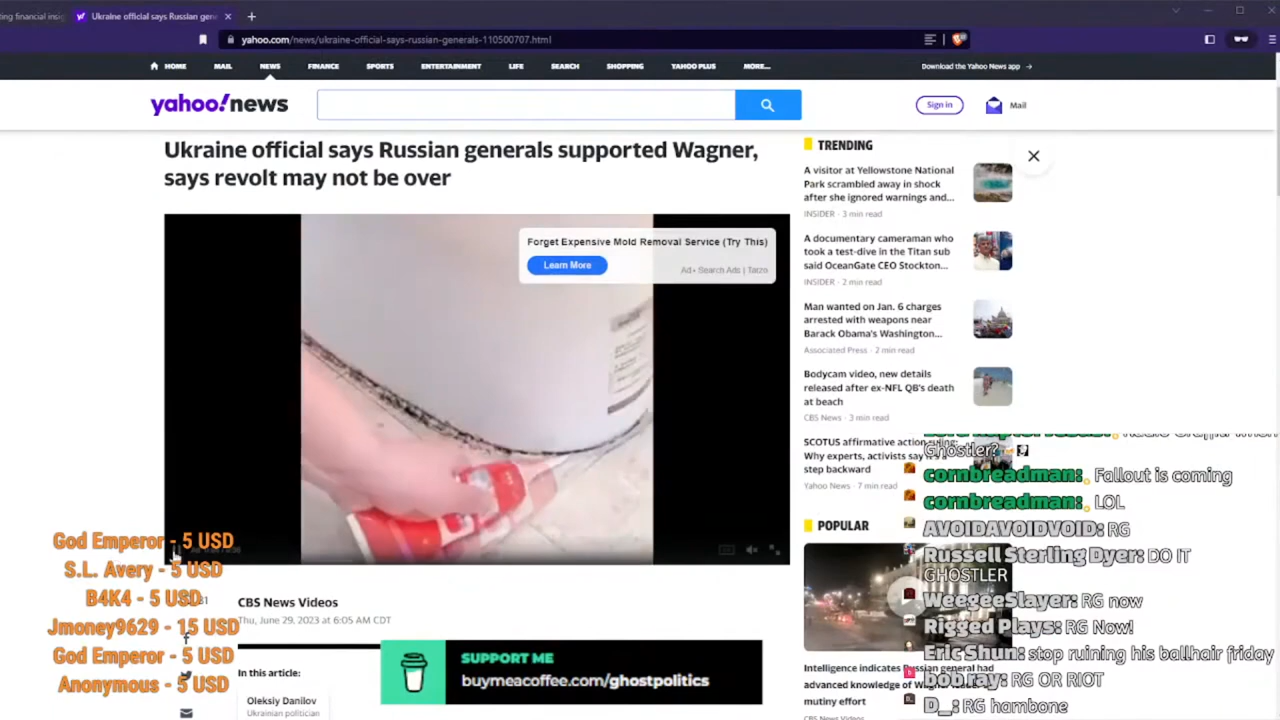 Ukraine official says Russian gene
yahoo.com/news/ukraine-official-says-russian-generals-110500707.html
HOME MAIL NEWS FINANCE SPORTS ENTERTAINMENT LIFE SEARCH SHOPPING YAHOO PLUS MORE...
Download the Yahoo News app →
yahoo!news
Sign in
Mail
Ukraine official says Russian generals supported Wagner,
says revolt may not be over
Forget Expensive Mold Removal Service (Try This)
Learn More
Ad • Search Ads | Tatzo
CBS News Videos
Thu, June 29, 2023 at 6:05 AM CDT
In this article:
Oleksiy Danilov
Ukrainian politician
TRENDING
A visitor at Yellowstone National
Park scrambled away in shock
after she ignored warnings and...
INSIDER · 3 min read
A documentary cameraman who
took a test-dive in the Titan sub
said OceanGate CEO Stockton...
INSIDER · 2 min read
Man wanted on Jan. 6 charges
arrested with weapons near
Barack Obama's Washington...
Associated Press · 2 min read
Bodycam video, new details
released after ex-NFL QB's death
at beach
CBS News · 3 min read
SCOTUS affirmative action
Why experts, activists say it's a
step backward
Yahoo News · 7 min read
POPULAR
Intelligence indicates Russian general had
advanced knowledge of
mutiny effort
CBS News Videos
God Emperor - 5 USD
S.L. Avery - 5 USD
B4K4 - 5 USD
Jmoney9629 - 15 USD
God Emperor - 5 USD
Anonymous - 5 USD
SUPPORT ME
buymeacoffee.com/ghostpolitics
Ghostler?
cornbreadman: Fallout is coming
cornbreadman: LOL
AVOIDAVOIDVOID: RG
Russell Sterling Dyer: DO IT
GHOSTLER
WeegeeSlayer: RG now
Rigged Plays: RG Now!
Eric Shun: stop ruining his ballhair friday
bob.ray: RG OR RIOT
D_: RG hambone